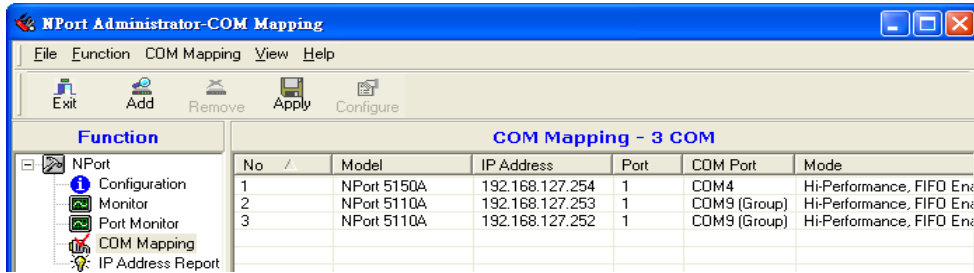 NPort Administrator-COM Mapping
File Function COM Mapping View Help
Exit Add Remove Apply Configure
Function
COM Mapping - 3 COM
NPort
Configuration
Monitor
Port Monitor
COM Mapping
IP Address Report
No Model IP Address Port COM Port Mode
1 NPort 5150A 192.168.127.254 1 COM4 Hi-Performance, FIFO Ena
2 NPort 5110A 192.168.127.253 1 COM9 (Group) Hi-Performance, FIFO Ena
3 NPort 5110A 192.168.127.252 1 COM9 (Group) Hi-Performance, FIFO Ena